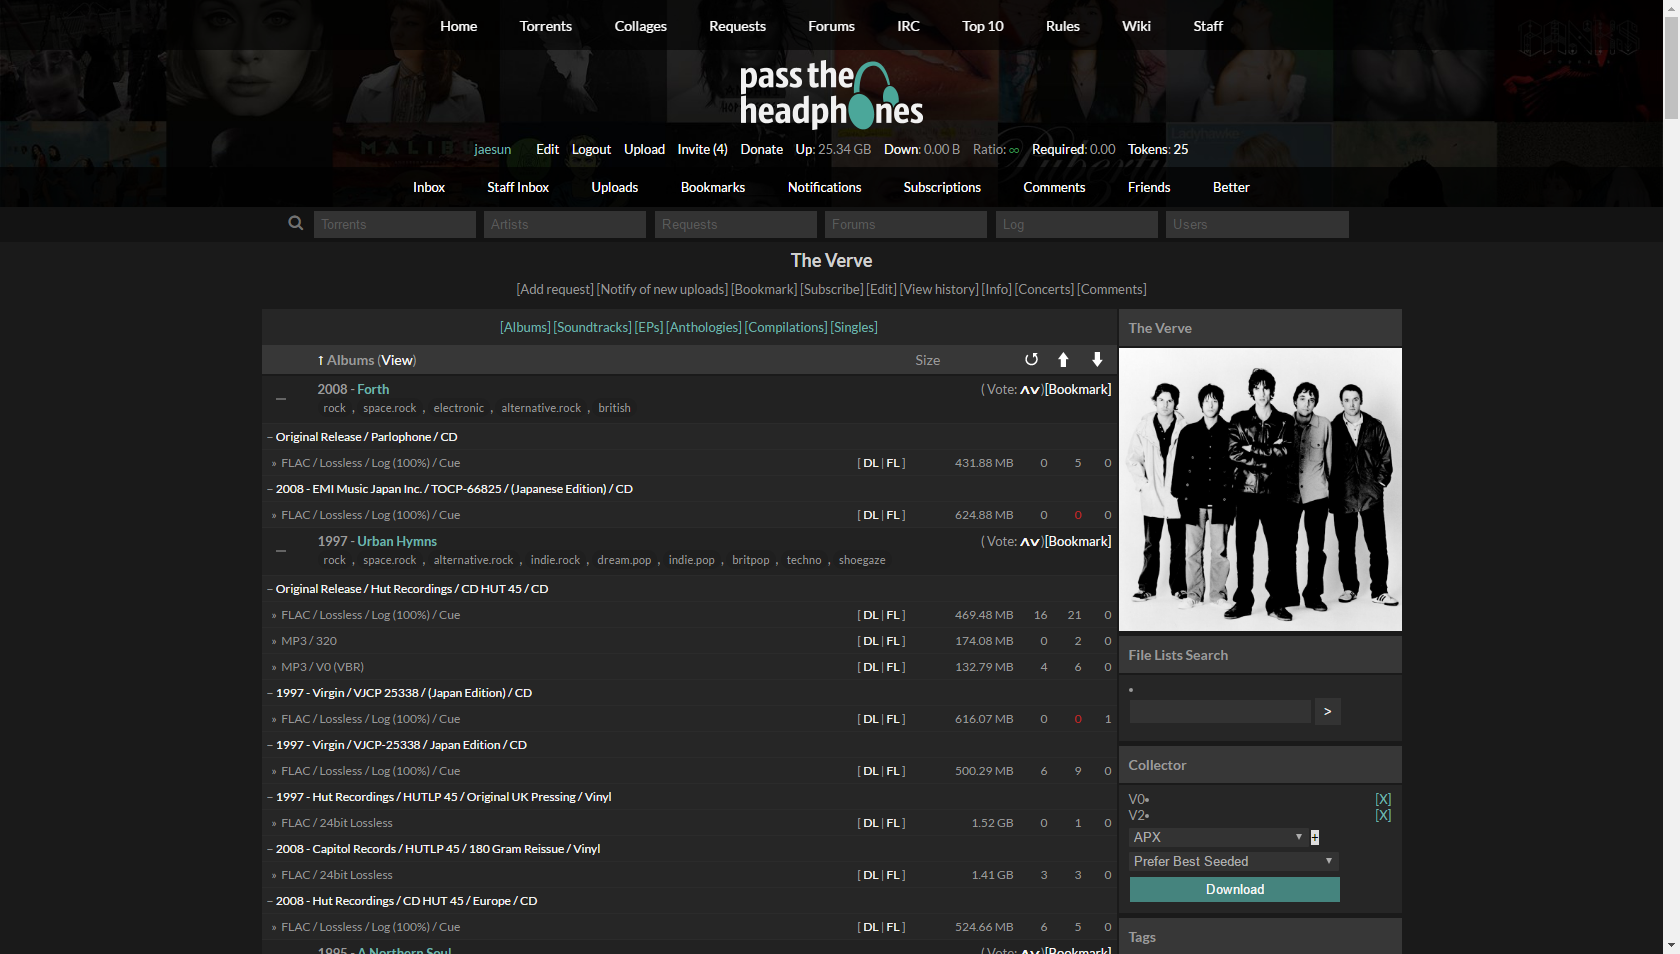 Home Torrents Collages Requests Forums IRC Top 10 Rules Wiki Staff
pass the
headphones
jaesun Edit Logout Upload Invite (4) Donate Up: 25.34 GB Down: 0.00 B Ratio: ∞ Required: 0.00 Tokens: 25
Inbox Staff Inbox Uploads Bookmarks Notifications Subscriptions Comments Friends Better
Torrents Artists Requests Forums Log Users
The Verve
[Add request] [Notify of new uploads] [Bookmark] [Subscribe] [Edit] [View history] [Info] [Concerts] [Comments]
[Albums] [Soundtracks] [EPs] [Anthologies] [Compilations] [Singles]
↑ Albums (View) Size
2008 - Forth (Vote: ∧∨) [Bookmark]
rock , space.rock , electronic , alternative.rock , british
– Original Release / Parlophone / CD
» FLAC / Lossless / Log (100%) / Cue [ DL | FL ] 431.88 MB 0 5 0
– 2008 - EMI Music Japan Inc. / TOCP-66825 / (Japanese Edition) / CD
» FLAC / Lossless / Log (100%) / Cue [ DL | FL ] 624.88 MB 0 0 0
1997 - Urban Hymns (Vote: ∧∨) [Bookmark]
rock , space.rock , alternative.rock , indie.rock , dream.pop , indie.pop , britpop , techno , shoegaze
– Original Release / Hut Recordings / CD HUT 45 / CD
» FLAC / Lossless / Log (100%) / Cue [ DL | FL ] 469.48 MB 16 21 0
» MP3 / 320 [ DL | FL ] 174.08 MB 0 2 0
» MP3 / V0 (VBR) [ DL | FL ] 132.79 MB 4 6 0
– 1997 - Virgin / VJCP 25338 / (Japan Edition) / CD
» FLAC / Lossless / Log (100%) / Cue [ DL | FL ] 616.07 MB 0 0 1
– 1997 - Virgin / VJCP-25338 / Japan Edition / CD
» FLAC / Lossless / Log (100%) / Cue [ DL | FL ] 500.29 MB 6 9 0
– 1997 - Hut Recordings / HUTLP 45 / Original UK Pressing / Vinyl
» FLAC / 24bit Lossless [ DL | FL ] 1.52 GB 0 1 0
– 2008 - Capitol Records / HUTLP 45 / 180 Gram Reissue / Vinyl
» FLAC / 24bit Lossless [ DL | FL ] 1.41 GB 3 3 0
– 2008 - Hut Recordings / CD HUT 45 / Europe / CD
» FLAC / Lossless / Log (100%) / Cue [ DL | FL ] 524.66 MB 6 5 0
1995 - A Northern Soul (Vote: ∧∨) [Bookmark]
The Verve
File Lists Search
>
Collector
V0• [X]
V2• [X]
APX +
Prefer Best Seeded
Download
Tags